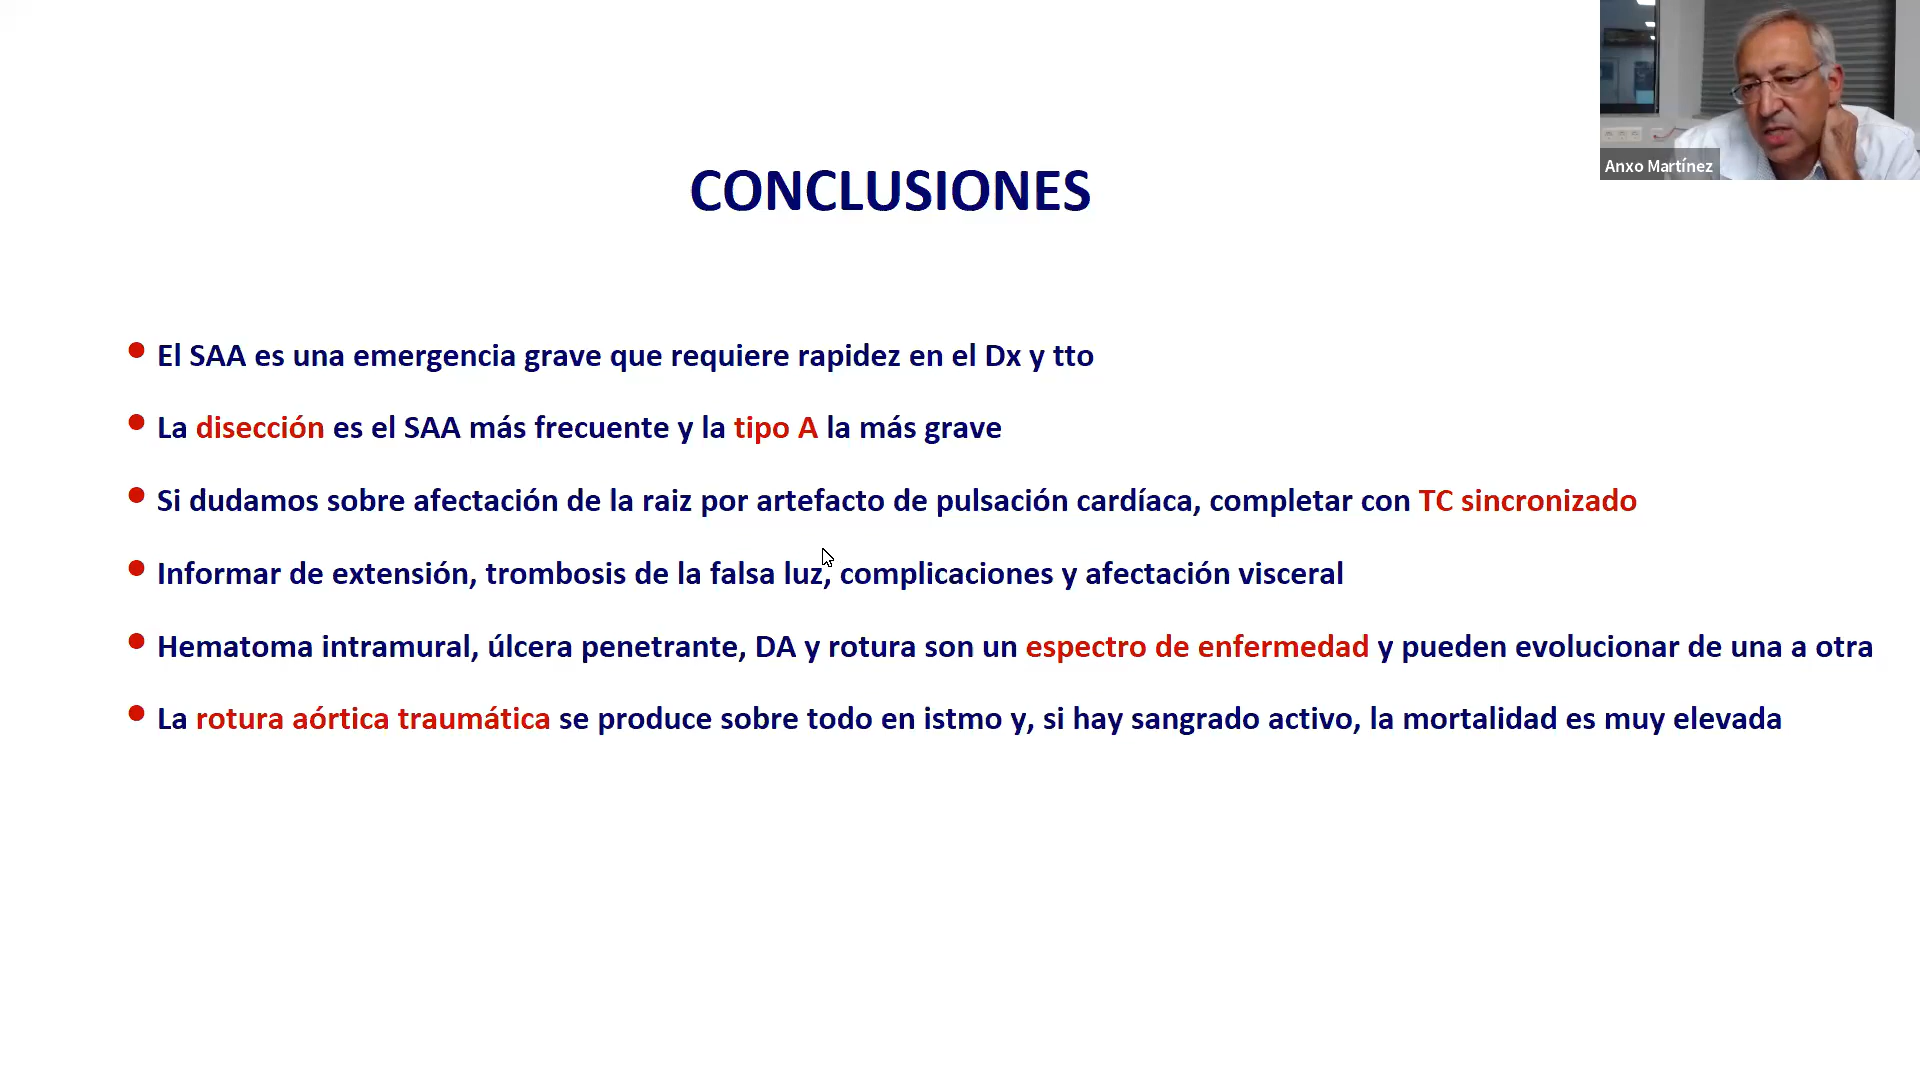 Anxo Martínez
CONCLUSIONES
• El SAA es una emergencia grave que requiere rapidez en el Dx y tto
• La disección es el SAA más frecuente y la tipo A la más grave
• Si dudamos sobre afectación de la raiz por artefacto de pulsación cardíaca, completar con TC sincronizado
• Informar de extensión, trombosis de la falsa luz, complicaciones y afectación visceral
• Hematoma intramural, úlcera penetrante, DA y rotura son un espectro de enfermedad y pueden evolucionar de una a otra
• La rotura aórtica traumática se produce sobre todo en istmo y, si hay sangrado activo, la mortalidad es muy elevada